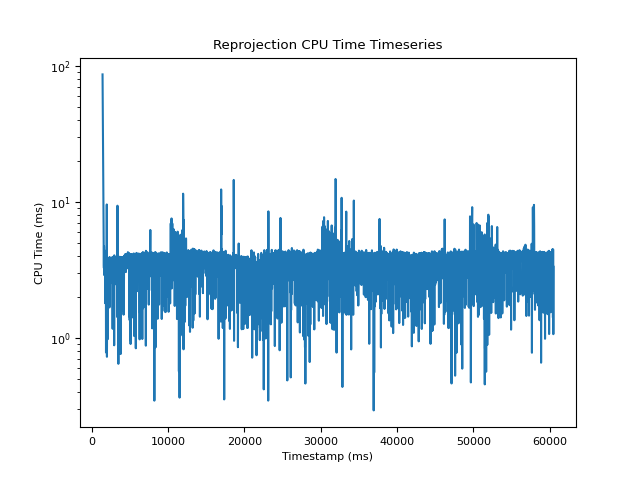 Reprojection CPU Time Timeseries
10²
10¹
10⁰
CPU Time (ms)
0 10000 20000 30000 40000 50000 60000
Timestamp (ms)